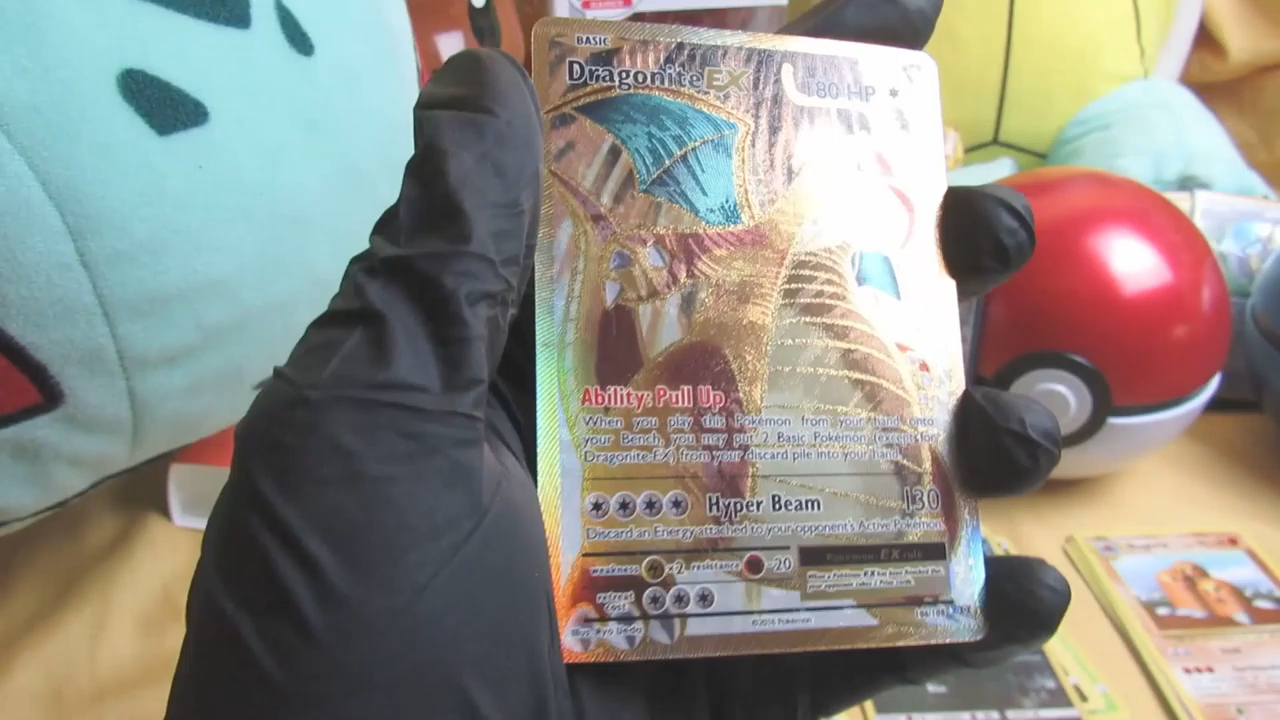 BASIC
Dragonite EX 180 HP
Ability: Pull Up
When you play this Pokémon from your hand onto
your Bench, you may put 2 Basic Pokémon (except for
Dragonite-EX) from your discard pile into your hand.
Hyper Beam 130
Discard an Energy attached to your opponent's Active Pokémon.
weakness ×2 resistance -20
Pokémon-EX rule
When a Pokémon-EX has been Knocked Out,
your opponent takes 2 Prize cards.
retreat
cost
Illus. Ryo Ueda
©2016 Pokémon
106/108